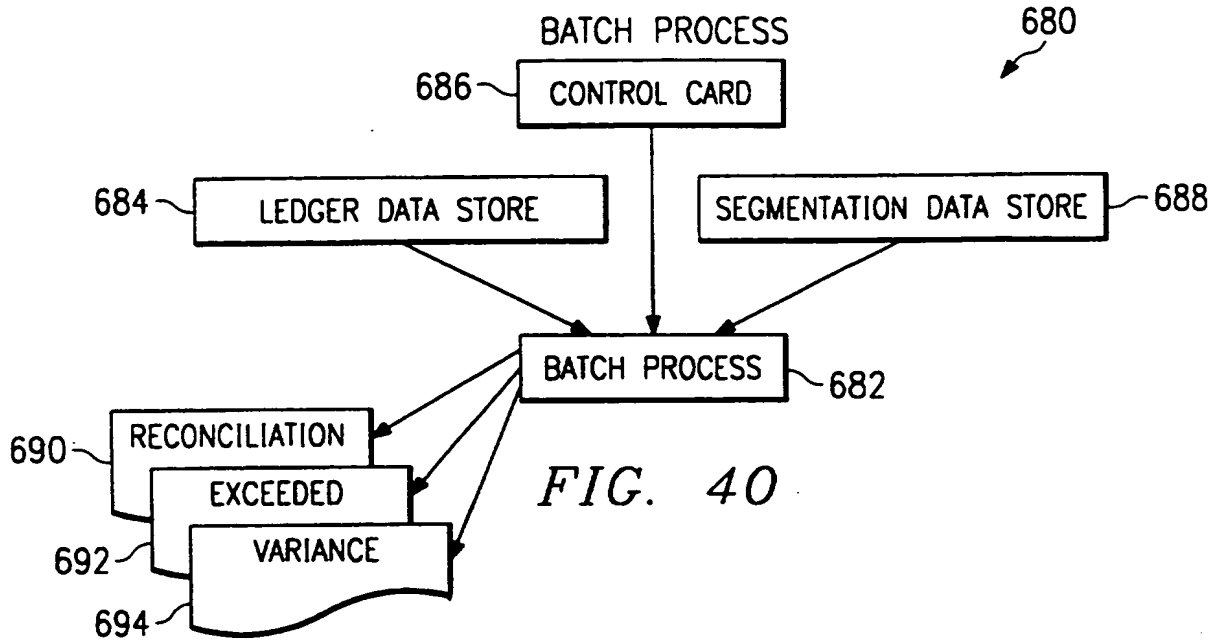 BATCH PROCESS
680
686
CONTROL CARD
684
LEDGER DATA STORE
SEGMENTATION DATA STORE
688
BATCH PROCESS
682
690
RECONCILIATION
692
EXCEEDED
694
VARIANCE
FIG. 40